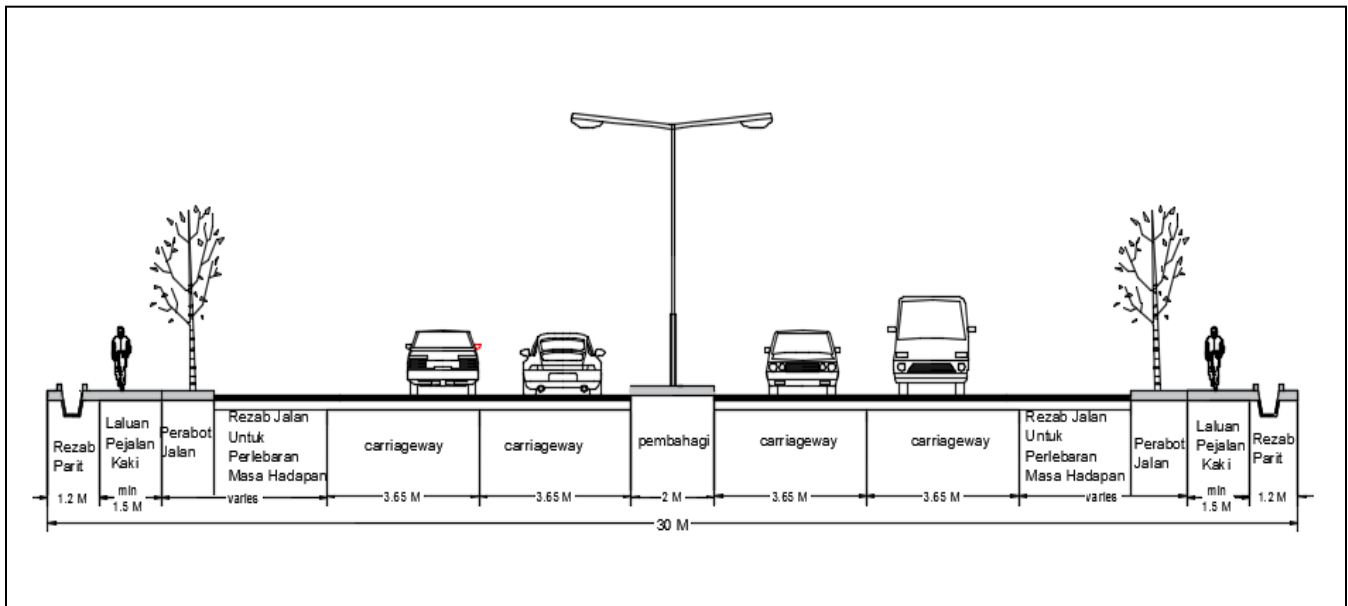 Rezab
Parit
Laluan
Pejalan
Kaki
Perabot
Jalan
Rezab Jalan
Untuk
Perlebaran
Masa Hadapan
carriageway
carriageway
pembahagi
carriageway
carriageway
Rezab Jalan
Untuk
Perlebaran
Masa Hadapan
Perabot
Jalan
Laluan
Pejalan
Kaki
Rezab
Parit
1.2 M
min
1.5 M
varies
3.65 M
3.65 M
2 M
3.65 M
3.65 M
varies
min
1.5 M
1.2 M
30 M